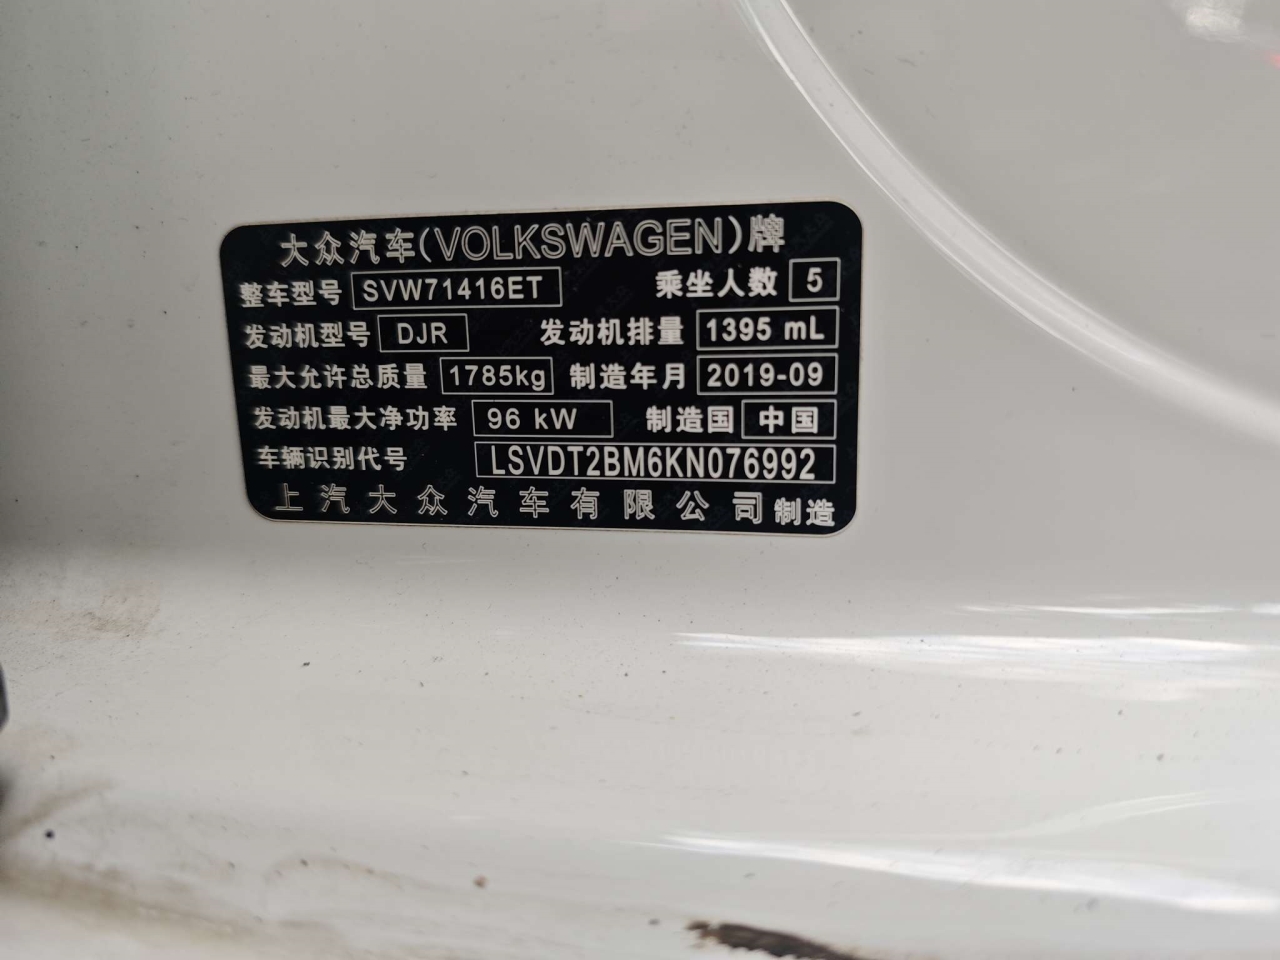 大众汽车(VOLKSWAGEN)牌
整车型号 SVW71416ET 乘坐人数 5
发动机型号 DJR 发动机排量 1395 mL
最大允许总质量 1785kg 制造年月 2019-09
发动机最大净功率 96 kW 制造国 中国
车辆识别代号 LSVDT2BM6KN076992
上汽大众汽车有限公司 制造